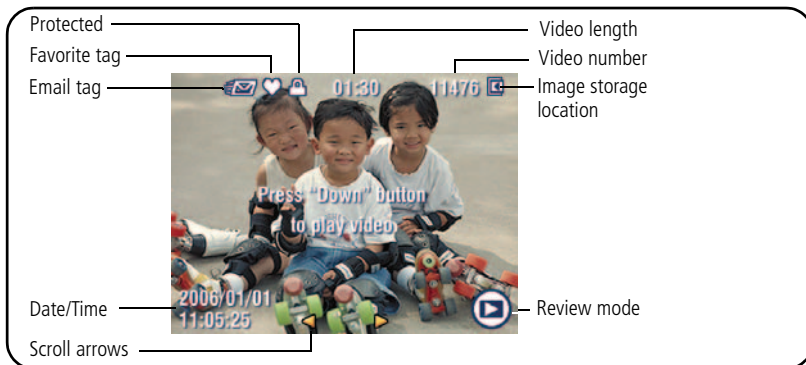 Protected
Favorite tag
Email tag
Video length
Video number
Image storage
location
01:30
11476
Press "Down" button
to play video
2006/01/01
11:05:25
Date/Time
Scroll arrows
Review mode